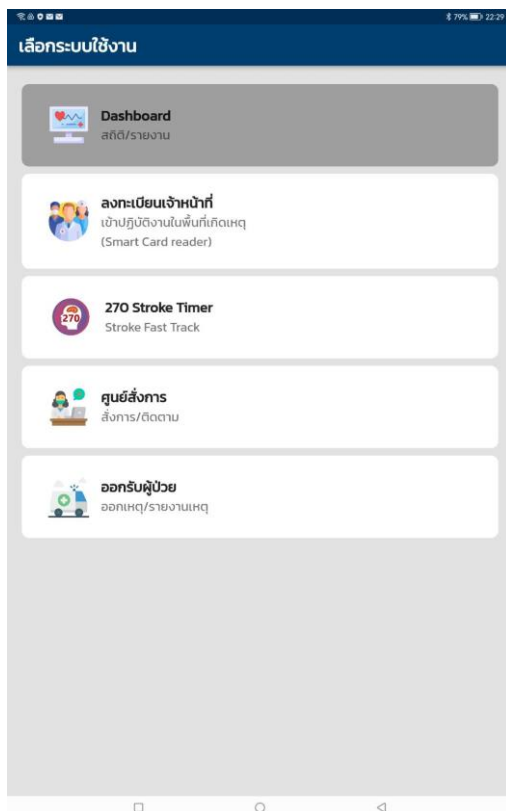 79% 22:29
เลือกระบบใช้งาน
Dashboard
สถิติ/รายงาน
ลงทะเบียนเจ้าหน้าที่
เข้าปฏิบัติงานในพื้นที่เกิดเหตุ
(Smart Card reader)
270
270 Stroke Timer
Stroke Fast Track
ศูนย์สั่งการ
สั่งการ/ติดตาม
ออกรับผู้ป่วย
ออกเหตุ/รายงานเหตุ